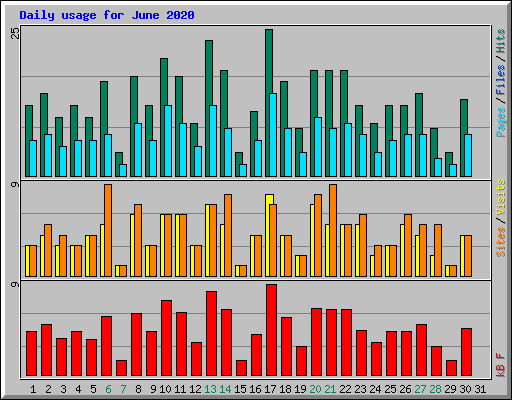 Daily usage for June 2020
25
Pages/Files/Hits
9
Sites/Visits
9
kB F
1 2 3 4 5 6 7 8 9 10 11 12 13 14 15 16 17 18 19 20 21 22 23 24 25 26 27 28 29 30 31